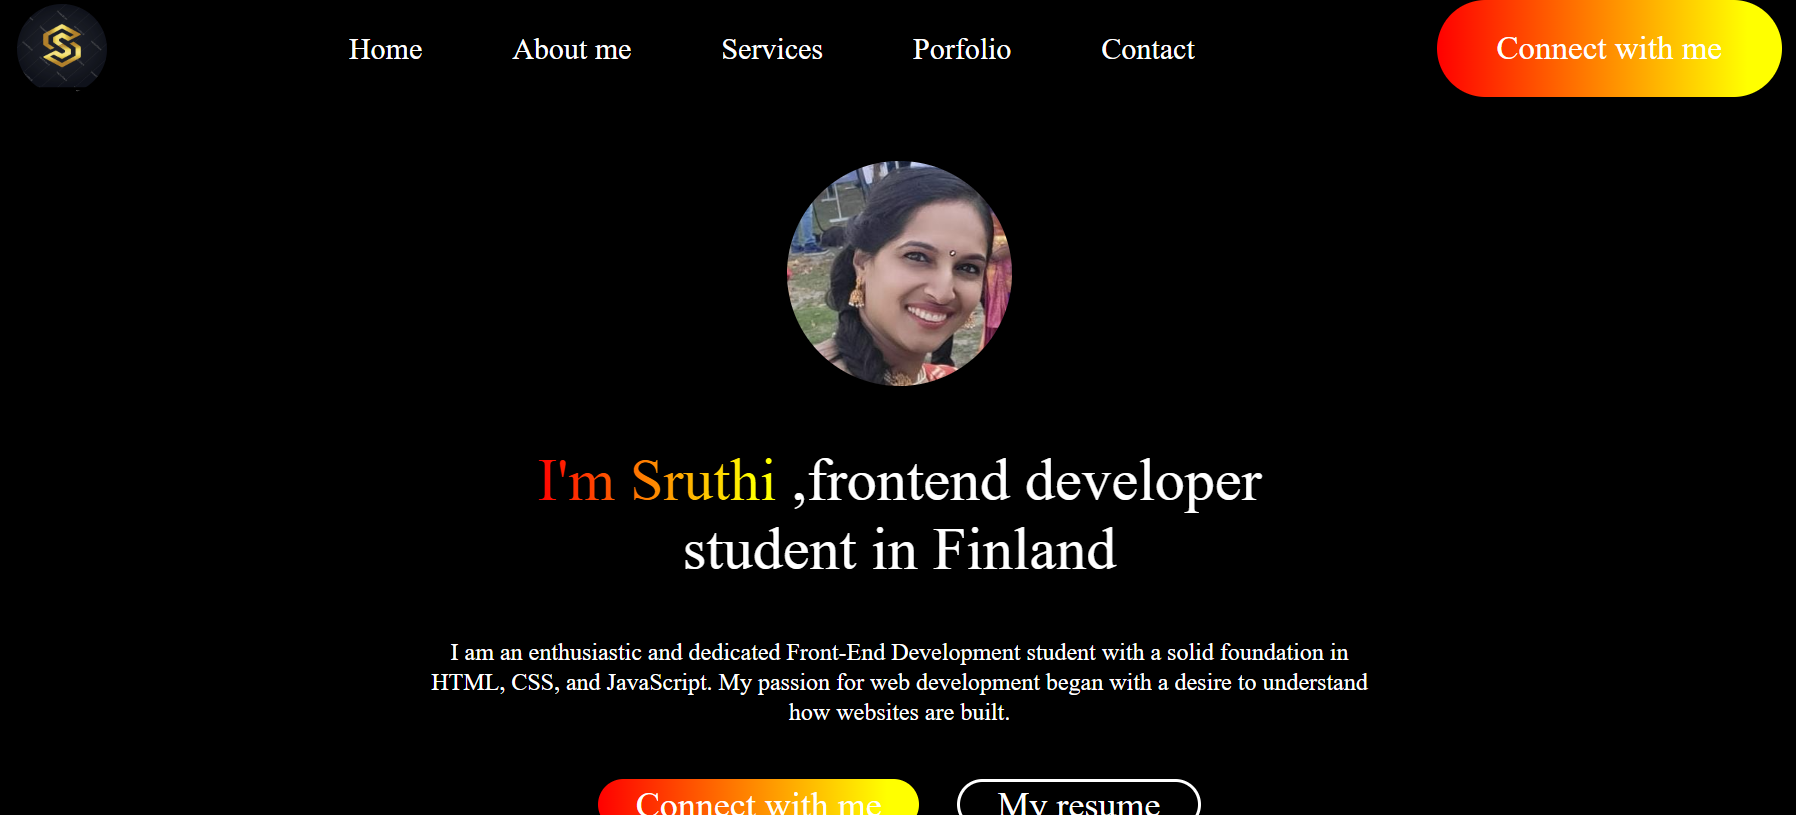 S
Home About me Services Porfolio Contact Connect with me
I'm Sruthi ,frontend developer
student in Finland
I am an enthusiastic and dedicated Front-End Development student with a solid foundation in
HTML, CSS, and JavaScript. My passion for web development began with a desire to understand
how websites are built.
Connect with me My resume